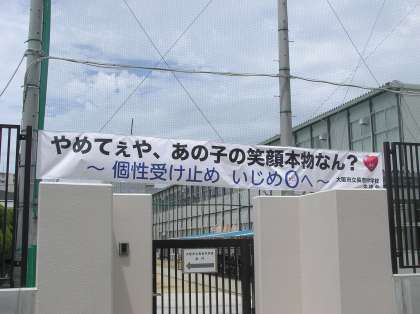 やめてぇや、あの子の笑顔本物なん？
～個性受け止め いじめ0へ～